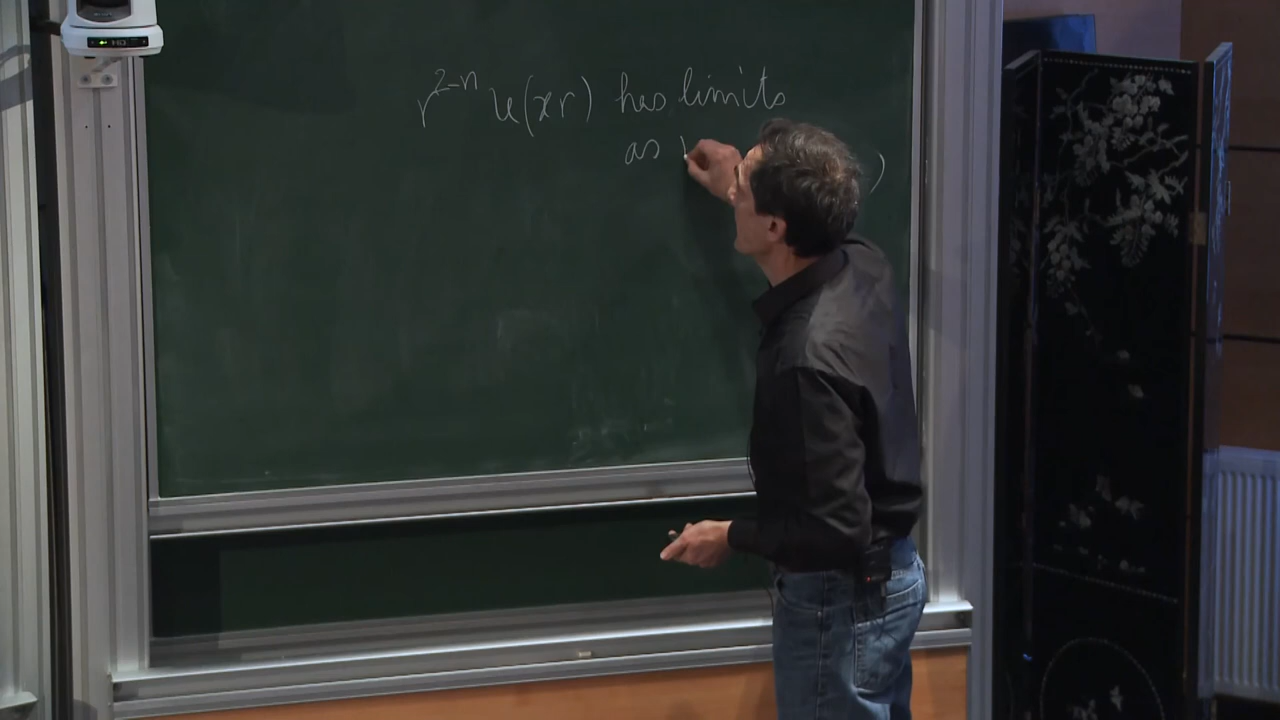 r^{2-n} u(xr) has limits
as
)